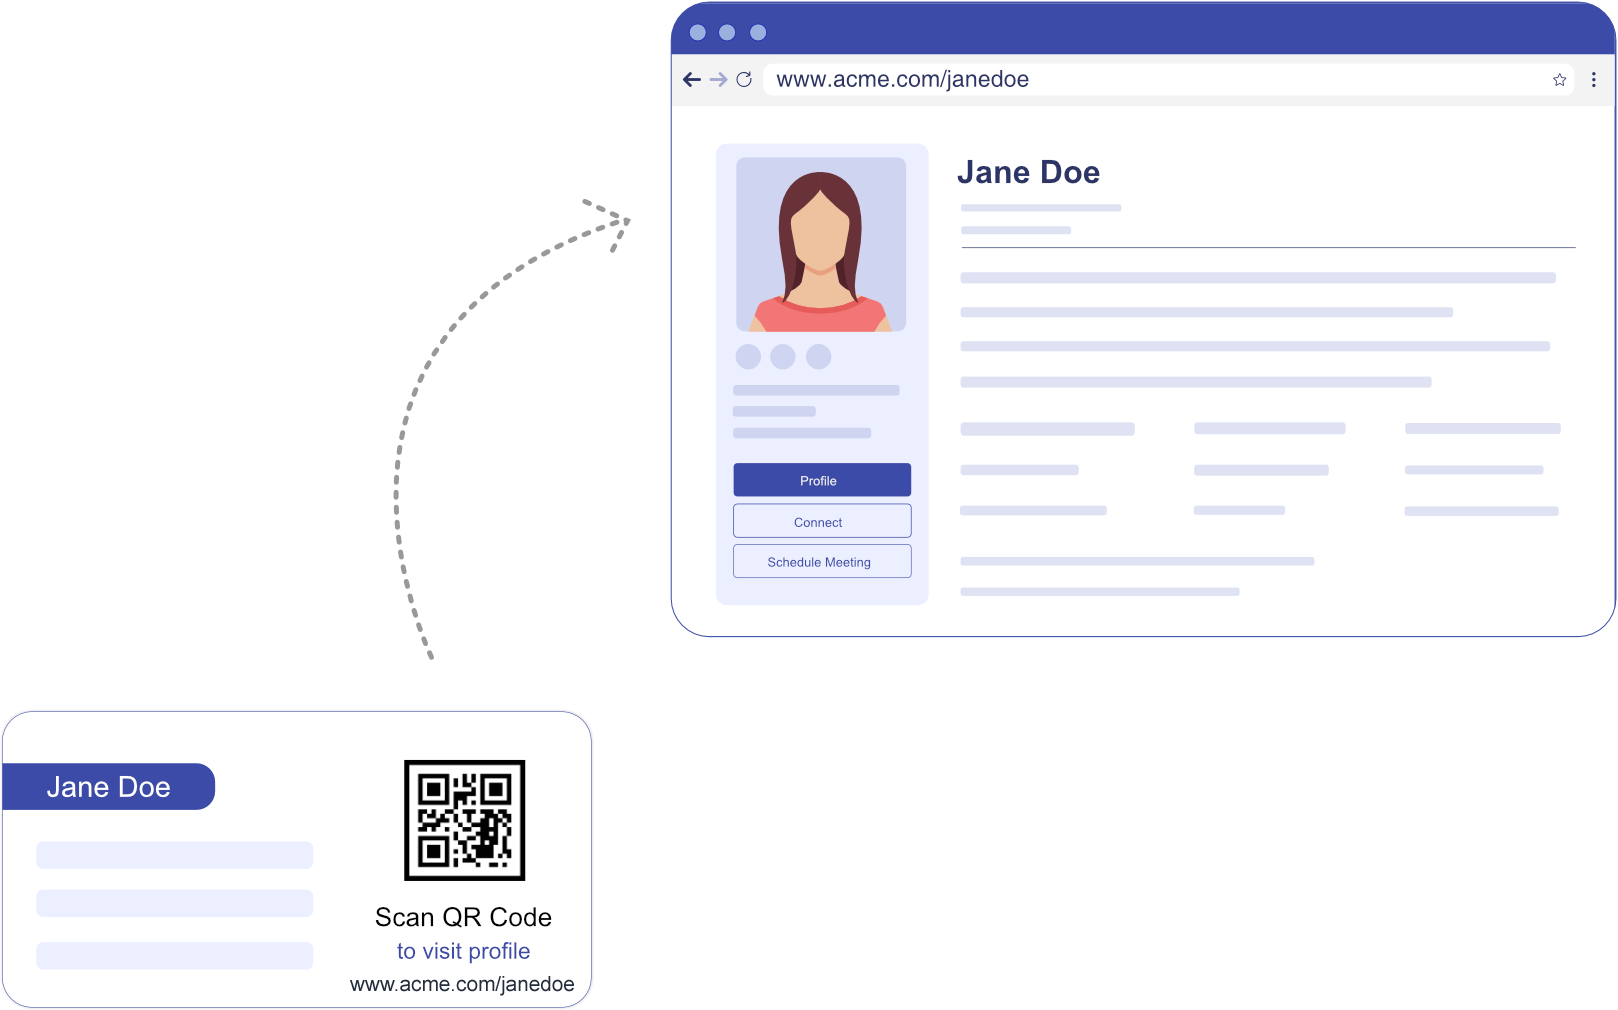 www.acme.com/janedoe
Jane Doe
Profile
Connect
Schedule Meeting
Jane Doe
Scan QR Code
to visit profile
www.acme.com/janedoe